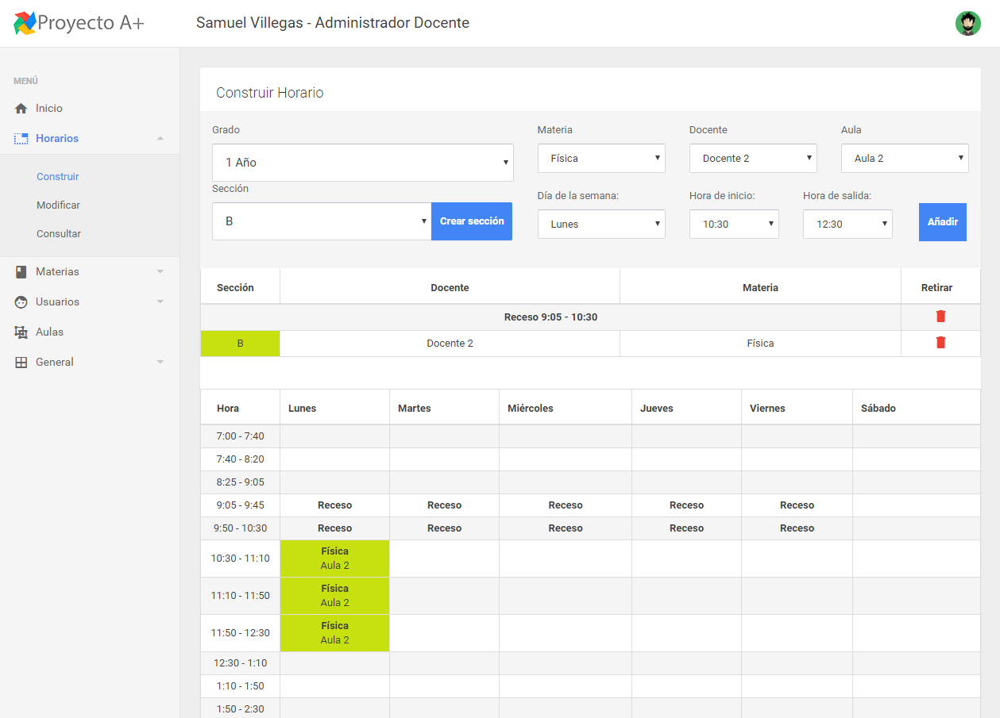 Proyecto A+
Samuel Villegas - Administrador Docente
MENÚ
Inicio
Horarios
Construir
Modificar
Consultar
Materias
Usuarios
Aulas
General
Construir Horario
Grado
1 Año
Sección
B
Crear sección
Materia
Física
Docente
Docente 2
Aula
Aula 2
Día de la semana:
Lunes
Hora de inicio:
10:30
Hora de salida:
12:30
Añadir
Sección Docente Materia Retirar
Receso 9:05 - 10:30
B Docente 2 Física
Hora Lunes Martes Miércoles Jueves Viernes Sábado
7:00 - 7:40
7:40 - 8:20
8:25 - 9:05
9:05 - 9:45 Receso Receso Receso Receso Receso
9:50 - 10:30 Receso Receso Receso Receso Receso
10:30 - 11:10 Física
Aula 2
11:10 - 11:50 Física
Aula 2
11:50 - 12:30 Física
Aula 2
12:30 - 1:10
1:10 - 1:50
1:50 - 2:30